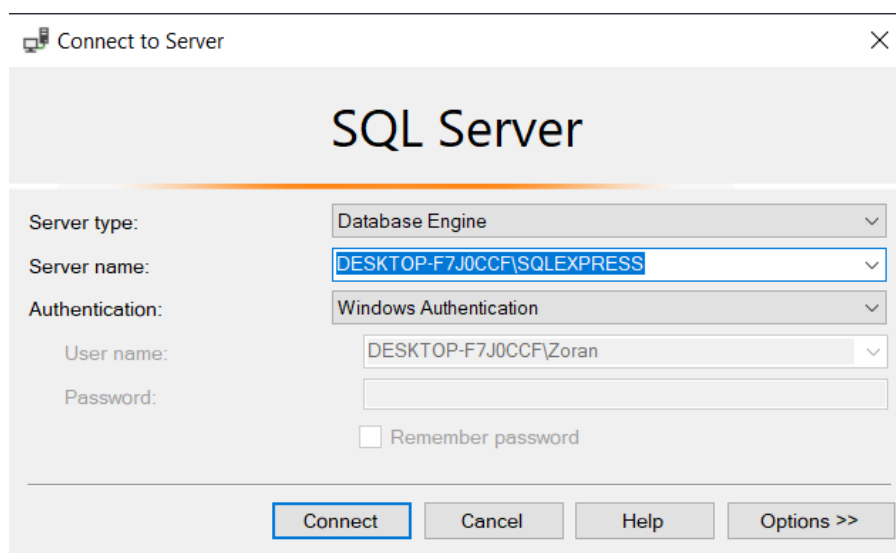 Connect to Server
SQL Server
Server type: Database Engine
Server name: DESKTOP-F7J0CCF\SQLEXPRESS
Authentication: Windows Authentication
User name: DESKTOP-F7J0CCF\Zoran
Password:
Remember password
Connect Cancel Help Options >>